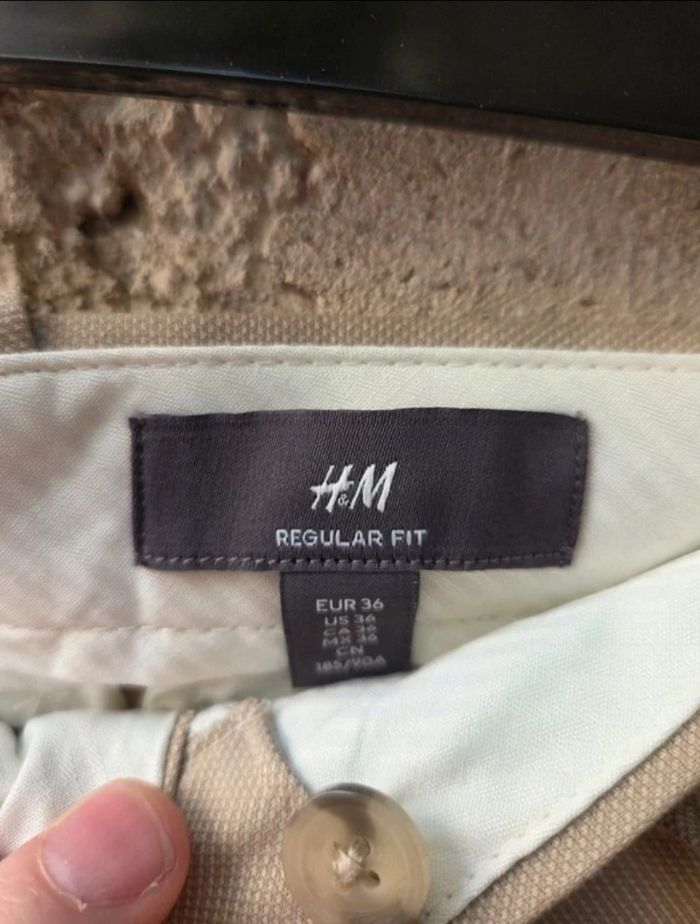 H&M
REGULAR FIT
EUR 36
US 36
CA 36
MX 36
CN
185/90A